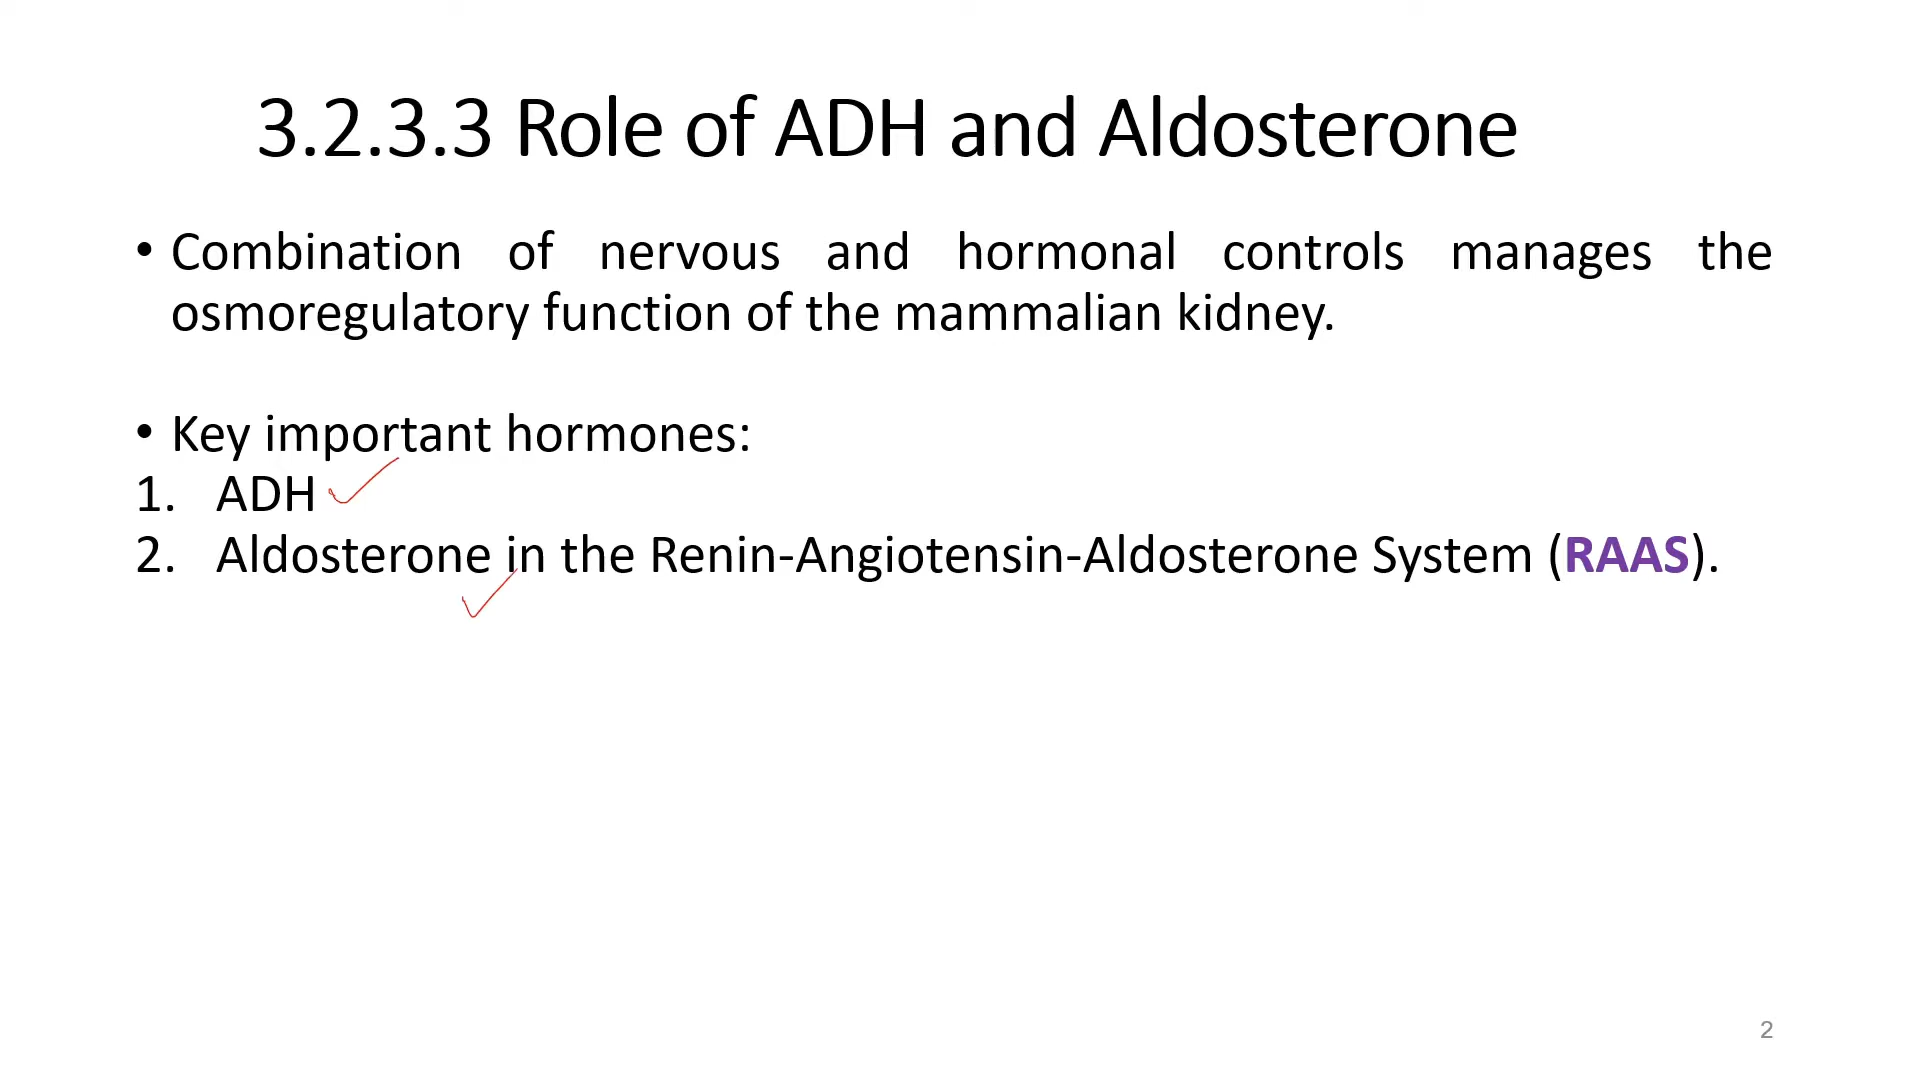 3.2.3.3 Role of ADH and Aldosterone
• Combination of nervous and hormonal controls manages the
osmoregulatory function of the mammalian kidney.
• Key important hormones:
1. ADH
2. Aldosterone in the Renin-Angiotensin-Aldosterone System (RAAS).
2